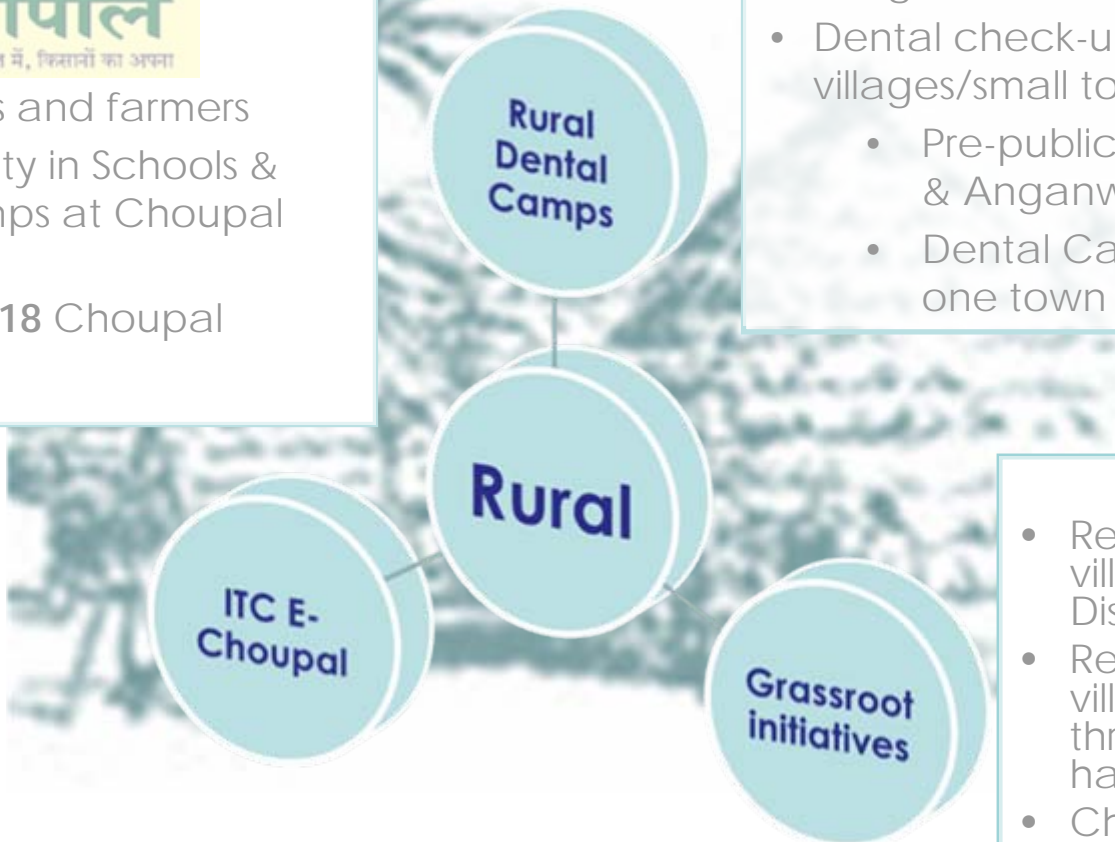 में, किसानों का अपना
s and farmers
ty in Schools &
nps at Choupal
18 Choupal
Rural
Dental
Camps
• Dental check-u
villages/small to
• Pre-public
& Anganw
• Dental Ca
one town
Rural
ITC E-
Choupal
Grassroot
initiatives
• Re
vill
Dis
• Re
vill
thr
ha
• Ch